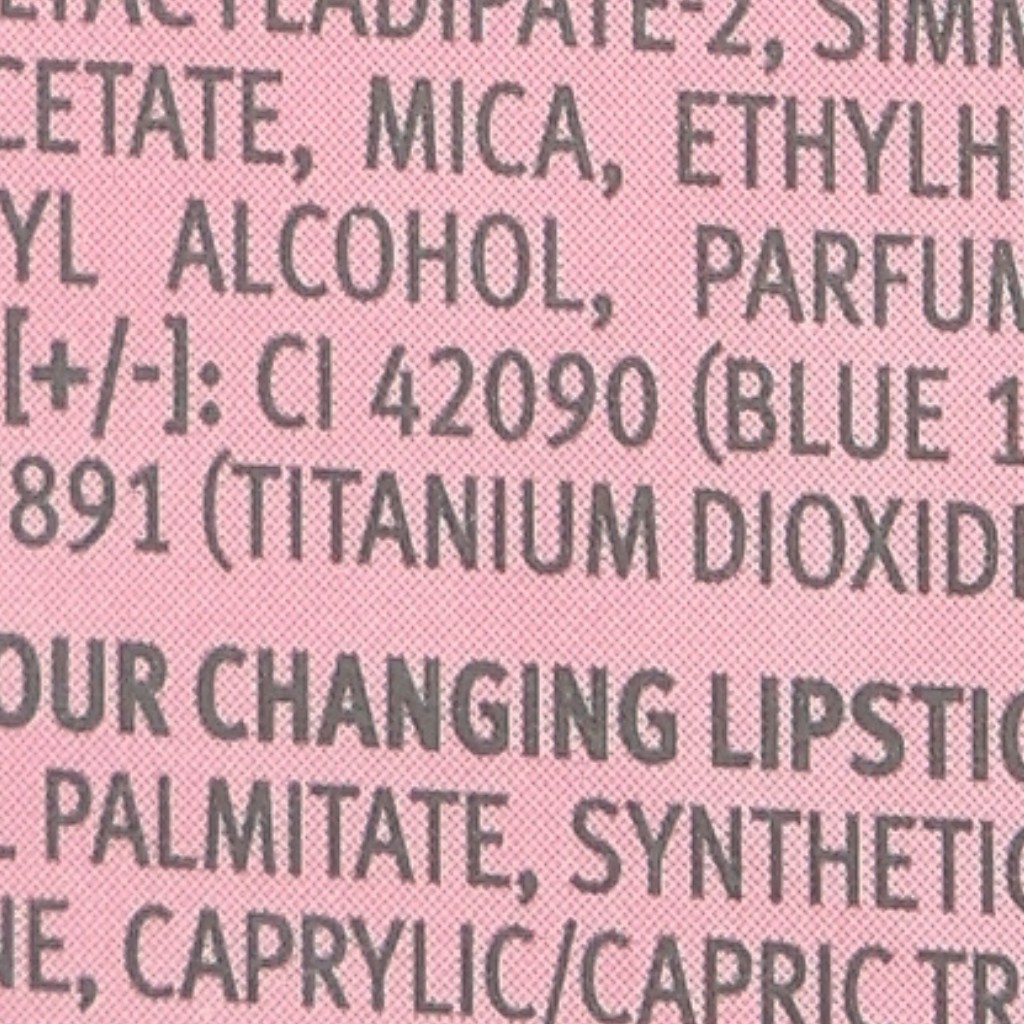 LYACYLADIPATE-2, SIMM
CETATE, MICA, ETHYLH
YL ALCOHOL, PARFUM
[+/-]: CI 42090 (BLUE 1
891 (TITANIUM DIOXIDE
OUR CHANGING LIPSTIC
L PALMITATE, SYNTHETIC
NE, CAPRYLIC/CAPRIC TR